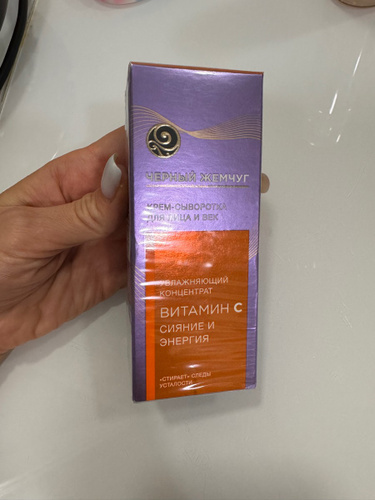 ЧЕРНЫЙ ЖЕМЧУГ
КРЕМ-СЫВОРОТКА
ДЛЯ ЛИЦА И ВЕК
УВЛАЖНЯЮЩИЙ
КОНЦЕНТРАТ
ВИТАМИН С
СИЯНИЕ И
ЭНЕРГИЯ
«СТИРАЕТ» СЛЕДЫ
УСТАЛОСТИ